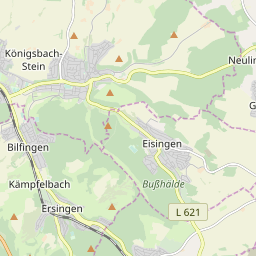 Königsbach-
Stein
Neulin
G
Eisingen
Bilfingen
Bußhalde
Kämpfelbach
L 621
Ersingen